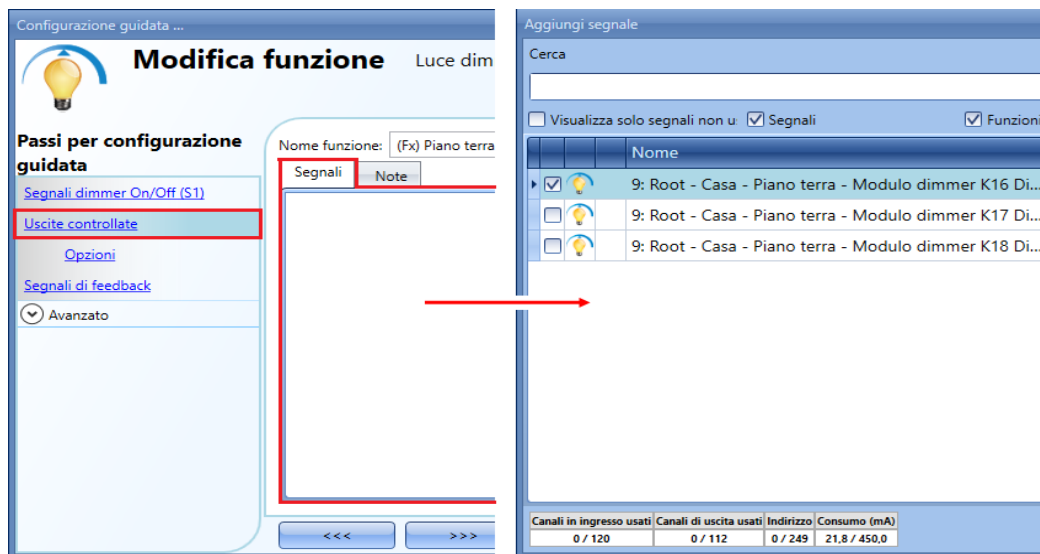 Configurazione guidata ...
Modifica funzione Luce dim
Passi per configurazione
guidata
Segnali dimmer On/Off (S1)
Uscite controllate
Opzioni
Segnali di feedback
Avanzato
Nome funzione: (Fx) Piano terra
Segnali Note
<<< >>>
Aggiungi segnale
Cerca
Visualizza solo segnali non u: Segnali Funzioni
Nome
9: Root - Casa - Piano terra - Modulo dimmer K16 Di...
9: Root - Casa - Piano terra - Modulo dimmer K17 Di...
9: Root - Casa - Piano terra - Modulo dimmer K18 Di...
Canali in ingresso usati Canali di uscita usati Indirizzo Consumo (mA)
0 / 120 0 / 112 0 / 249 21,8 / 450,0